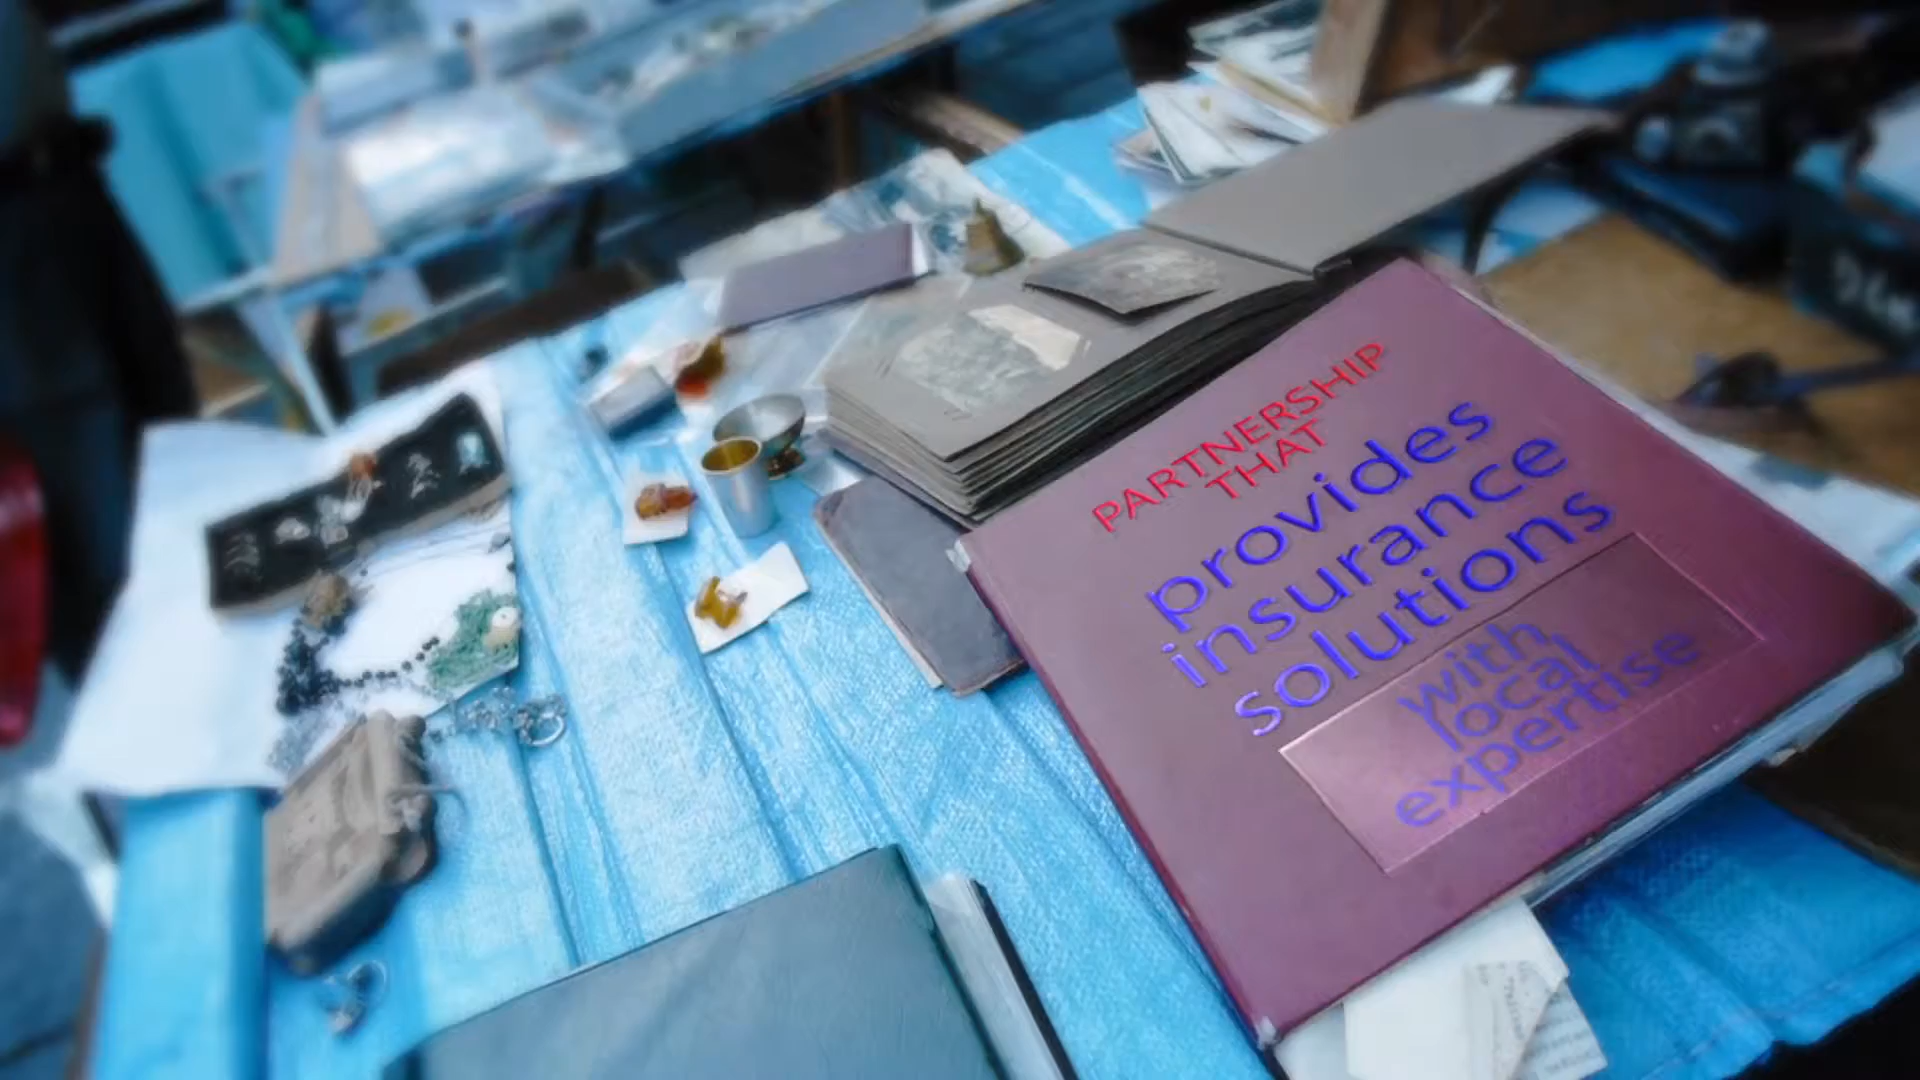 PARTNERSHIP
THAT
provides
insurance
solutions
with
local
expertise